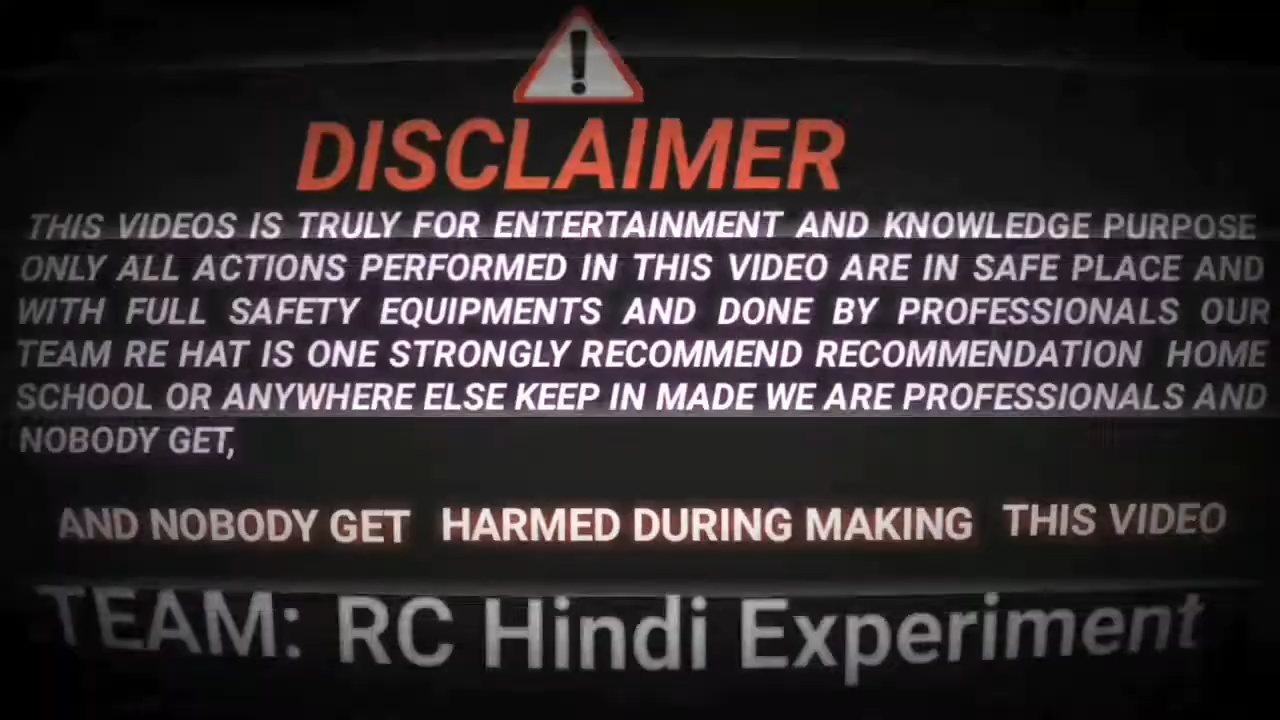 DISCLAIMER
THIS VIDEOS IS TRULY FOR ENTERTAINMENT AND KNOWLEDGE PURPOSE
ONLY ALL ACTIONS PERFORMED IN THIS VIDEO ARE IN SAFE PLACE AND
WITH FULL SAFETY EQUIPMENTS AND DONE BY PROFESSIONALS OUR
TEAM RE HAT IS ONE STRONGLY RECOMMEND RECOMMENDATION HOME
SCHOOL OR ANYWHERE ELSE KEEP IN MADE WE ARE PROFESSIONALS AND
NOBODY GET,
AND NOBODY GET HARMED DURING MAKING THIS VIDEO
TEAM: RC Hindi Experiment